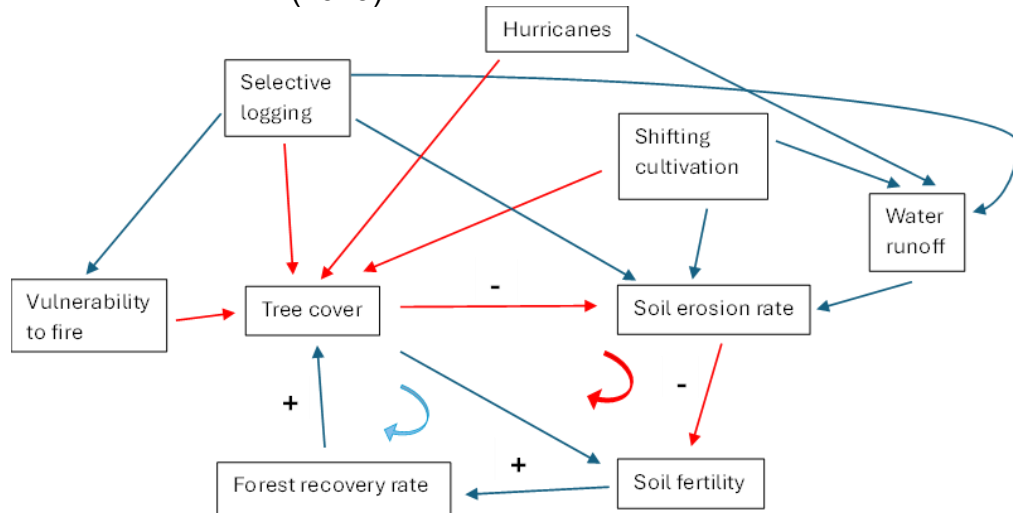 Hurricanes
Selective
logging
Shifting
cultivation
Water
runoff
Vulnerability
to fire
Tree cover
-
Soil erosion rate
+
-
+
Forest recovery rate
Soil fertility